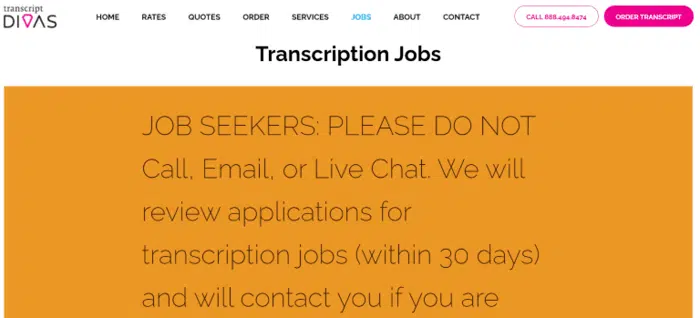 transcript
DIVAS
HOME RATES QUOTES ORDER SERVICES JOBS ABOUT CONTACT CALL 888.494.8474 ORDER TRANSCRIPT
Transcription Jobs
JOB SEEKERS: PLEASE DO NOT
Call, Email, or Live Chat. We will
review applications for
transcription jobs (within 30 days)
and will contact you if you are